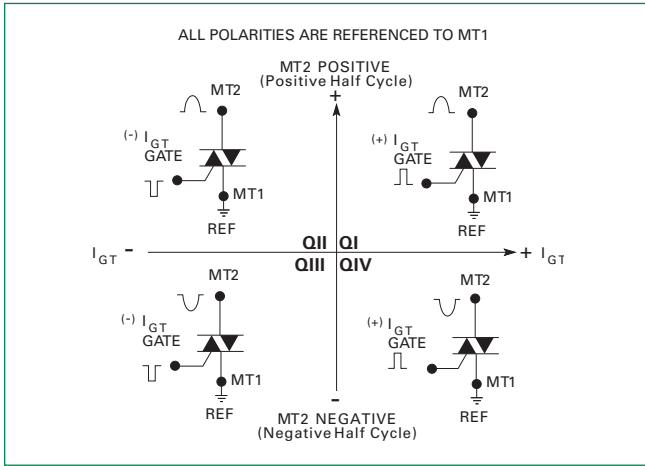 ALL POLARITIES ARE REFERENCED TO MT1
MT2 POSITIVE
(Positive Half Cycle)
+
MT2
(-) IGT
GATE
MT1
REF
MT2
(+) IGT
GATE
MT1
REF
IGT -
QII QI
QIII QIV
+ IGT
MT2
(-) IGT
GATE
MT1
REF
MT2
(+) IGT
GATE
MT1
REF
-
MT2 NEGATIVE
(Negative Half Cycle)